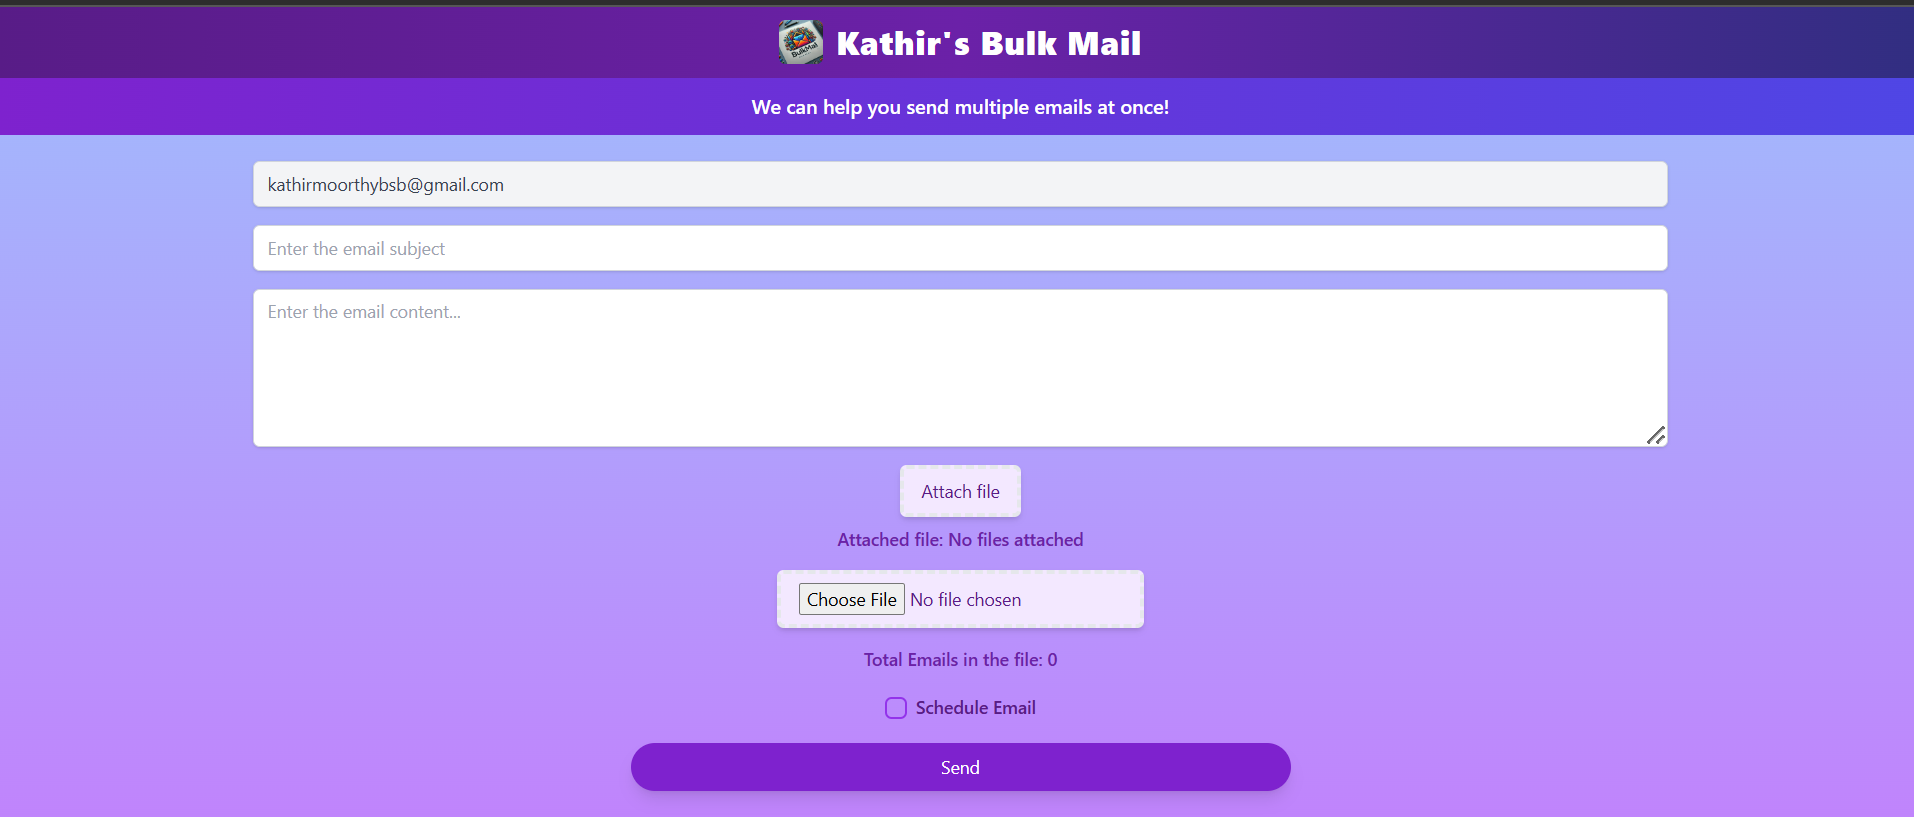 BulkMail
Kathir's Bulk Mail
We can help you send multiple emails at once!
kathirmoorthybsb@gmail.com
Enter the email subject
Enter the email content...
Attach file
Attached file: No files attached
Choose File No file chosen
Total Emails in the file: 0
Schedule Email
Send